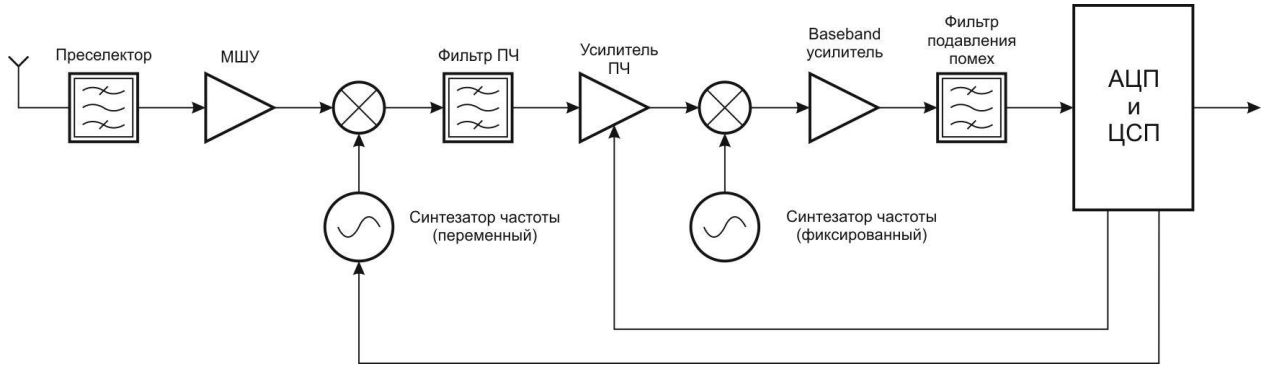 Преселектор
МШУ
Фильтр ПЧ
Усилитель
ПЧ
Baseband
усилитель
Фильтр
подавления
помех
АЦП
и
ЦСП
Синтезатор частоты
(переменный)
Синтезатор частоты
(фиксированный)